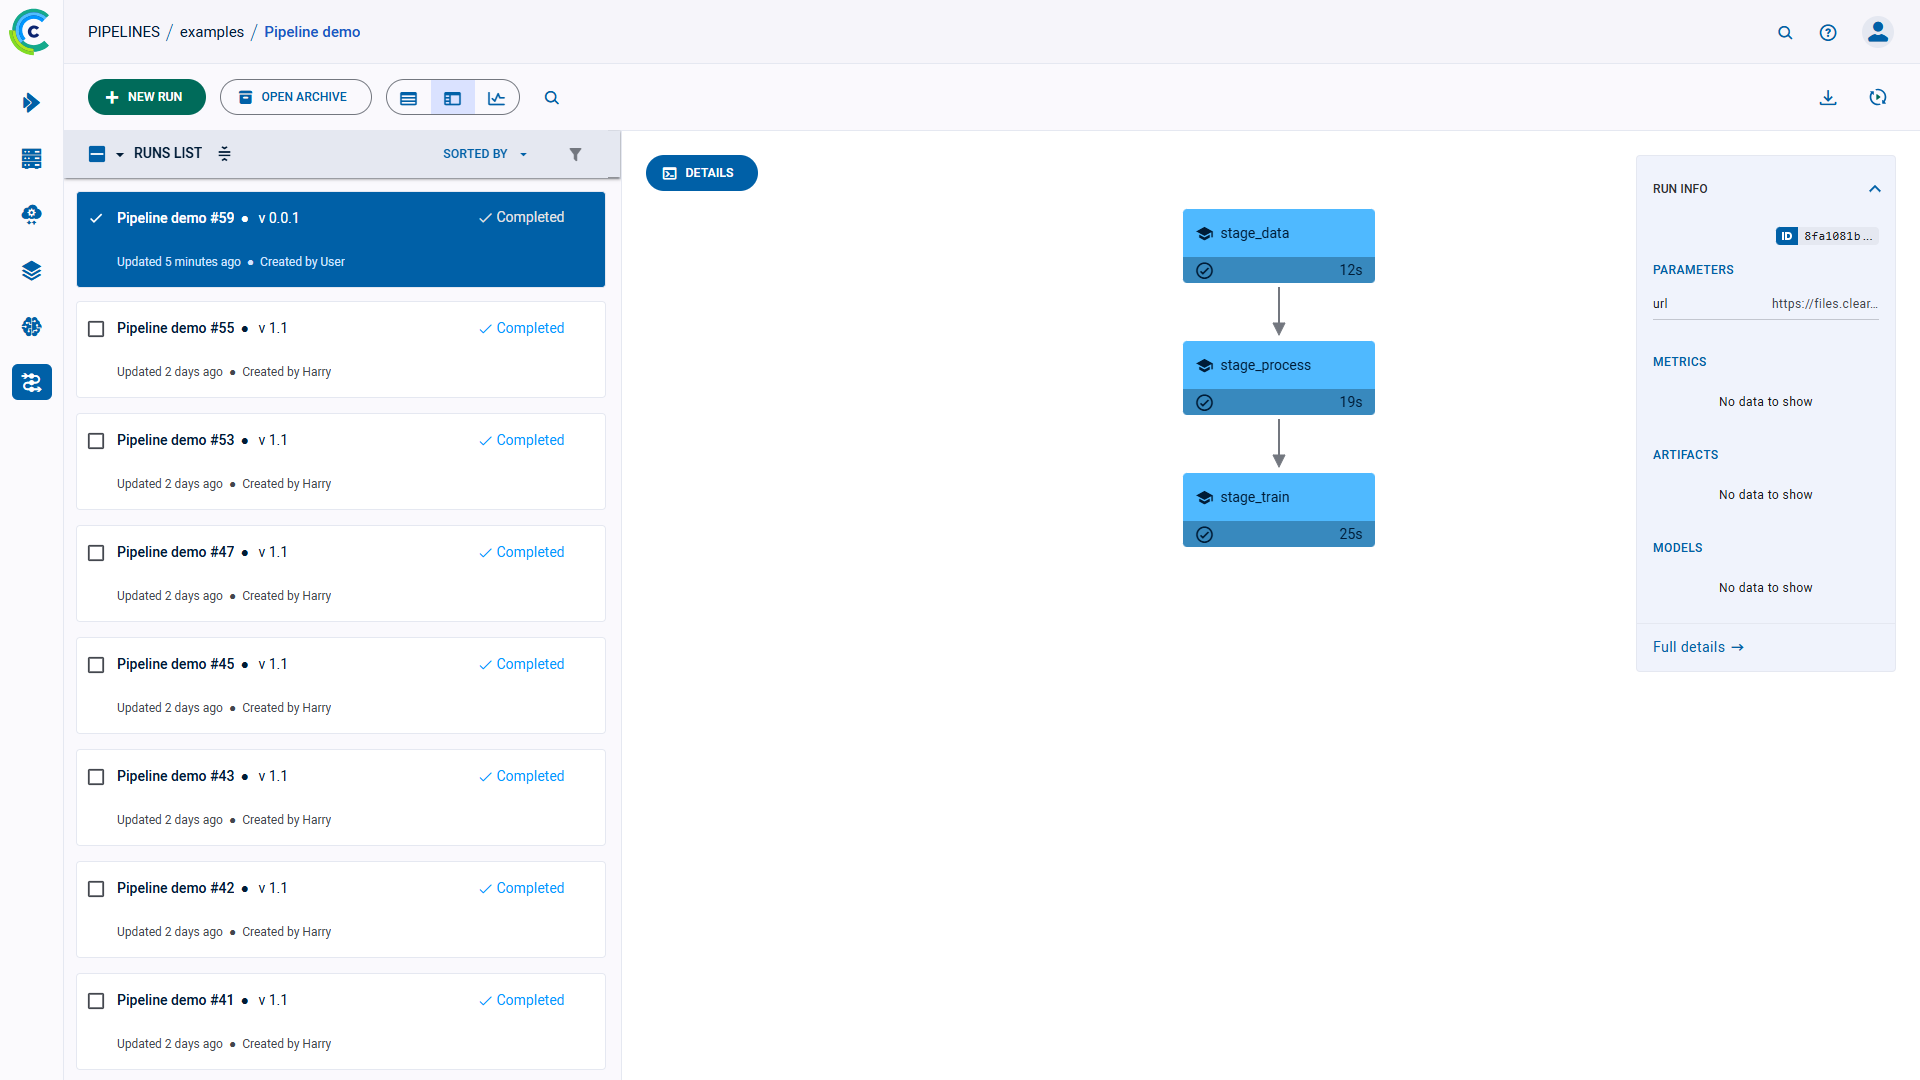 PIPELINES / examples / Pipeline demo
NEW RUN
OPEN ARCHIVE
RUNS LIST
SORTED BY
Pipeline demo #59 • v 0.0.1
Completed
Updated 5 minutes ago • Created by User
Pipeline demo #55 • v 1.1
Completed
Updated 2 days ago • Created by Harry
Pipeline demo #53 • v 1.1
Completed
Updated 2 days ago • Created by Harry
Pipeline demo #47 • v 1.1
Completed
Updated 2 days ago • Created by Harry
Pipeline demo #45 • v 1.1
Completed
Updated 2 days ago • Created by Harry
Pipeline demo #43 • v 1.1
Completed
Updated 2 days ago • Created by Harry
Pipeline demo #42 • v 1.1
Completed
Updated 2 days ago • Created by Harry
Pipeline demo #41 • v 1.1
Completed
Updated 2 days ago • Created by Harry
DETAILS
stage_data
12s
stage_process
19s
stage_train
25s
RUN INFO
ID 8fa1081b...
PARAMETERS
url https://files.clear...
METRICS
No data to show
ARTIFACTS
No data to show
MODELS
No data to show
Full details →